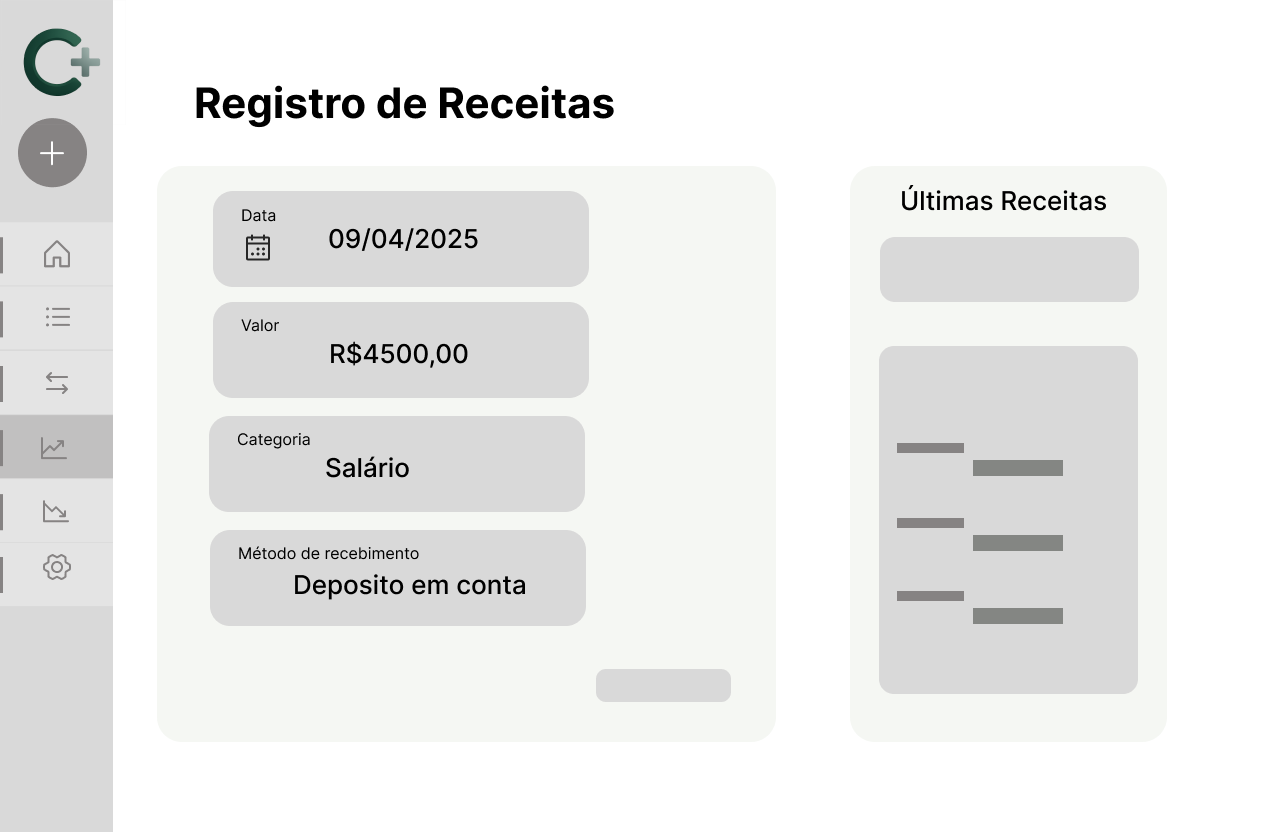 C+
Registro de Receitas
Data
09/04/2025
Valor
R$4500,00
Categoria
Salário
Método de recebimento
Deposito em conta
Últimas Receitas